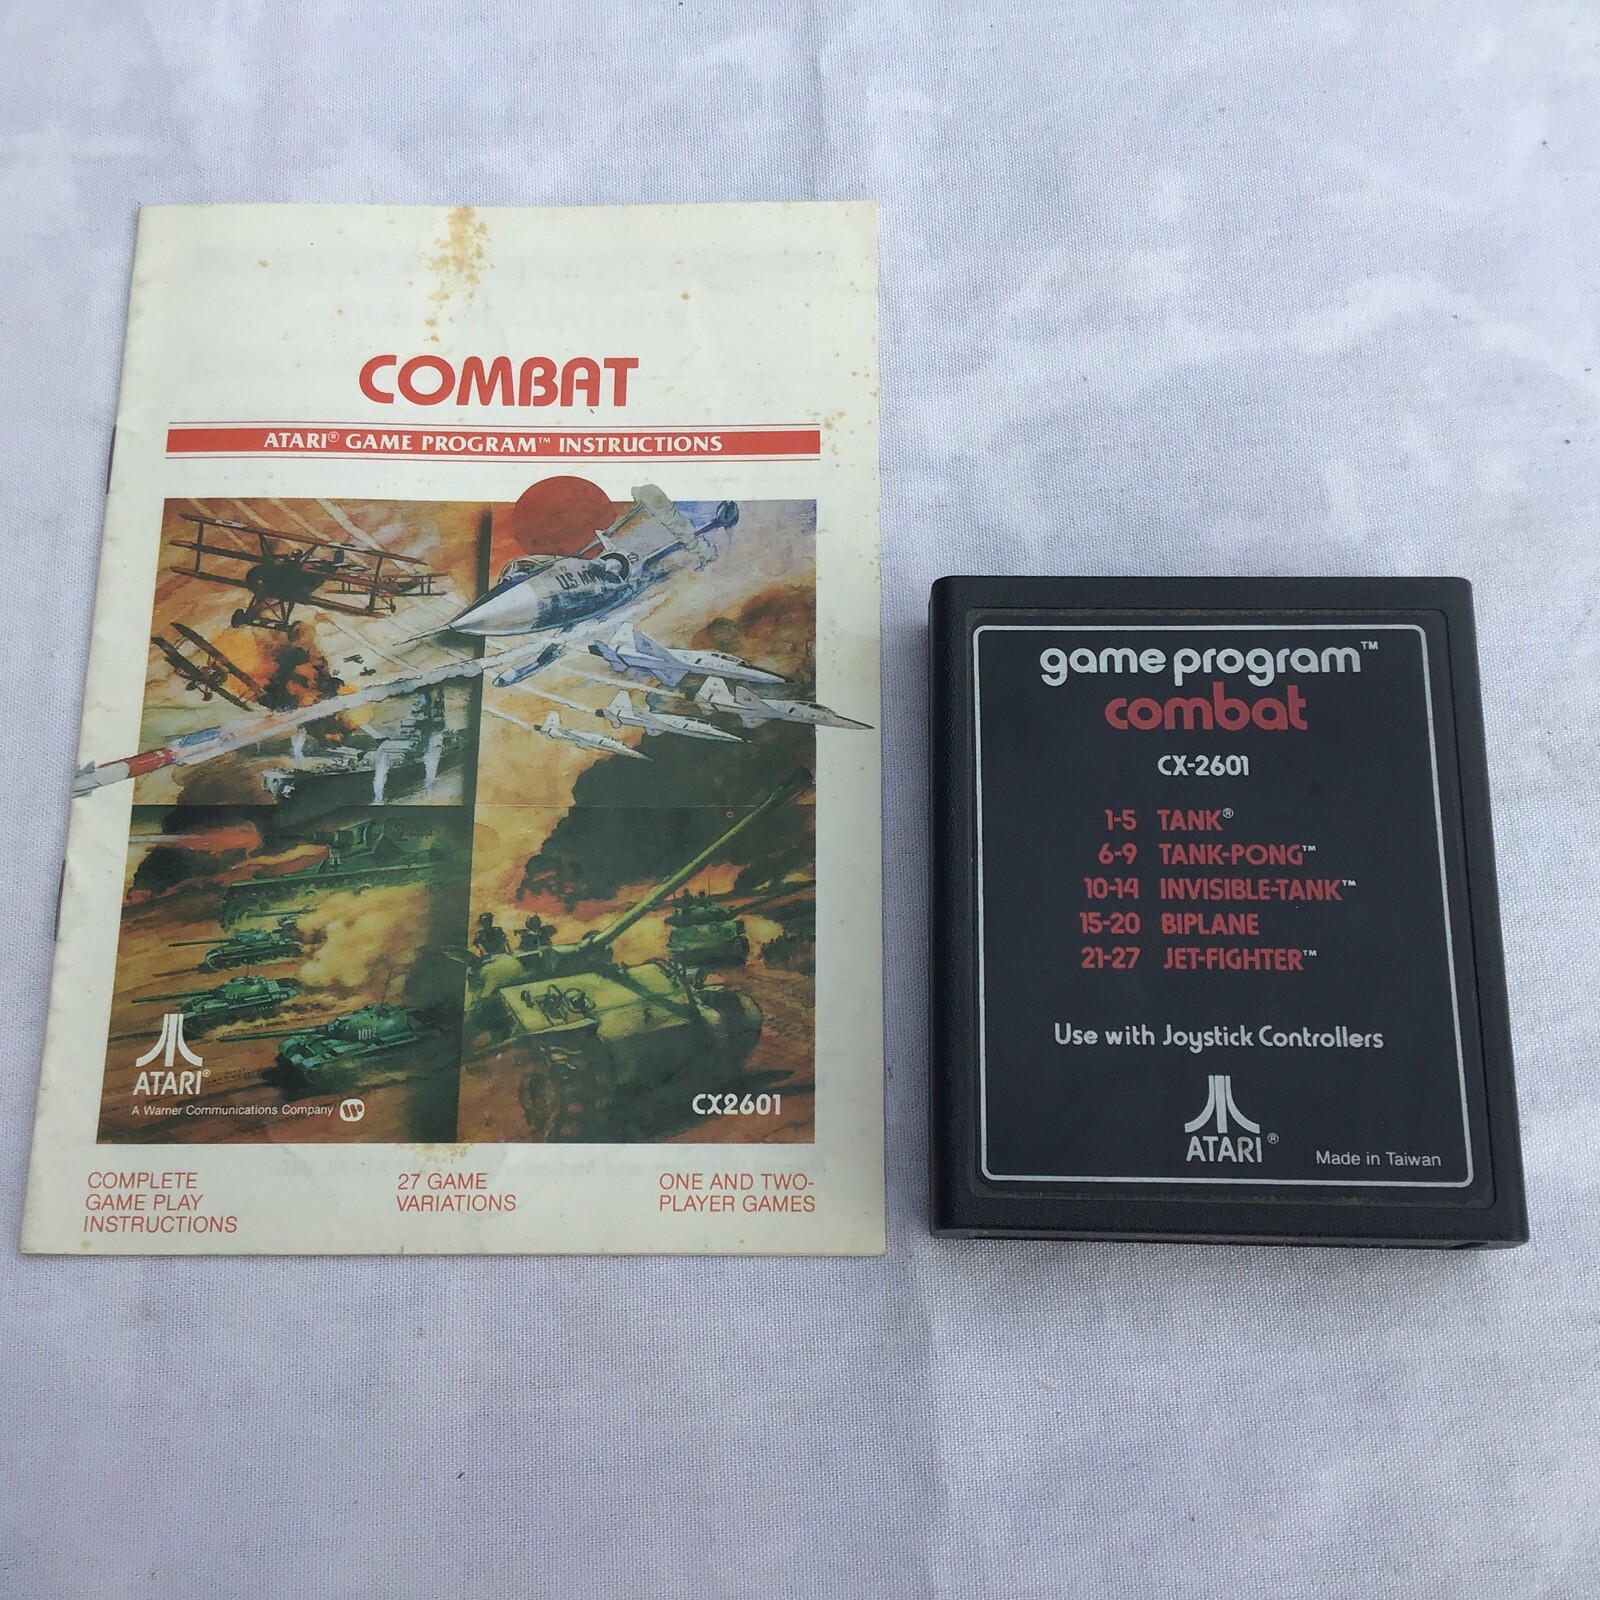 COMBAT
ATARI® GAME PROGRAM™ INSTRUCTIONS
U.S. NAVY
1012
ATARI®
A Warner Communications Company
CX2601
COMPLETE
GAME PLAY
INSTRUCTIONS
27 GAME
VARIATIONS
ONE AND TWO-
PLAYER GAMES
game program™
combat
CX-2601
1-5 TANK®
6-9 TANK-PONG™
10-14 INVISIBLE-TANK™
15-20 BIPLANE
21-27 JET-FIGHTER™
Use with Joystick Controllers
ATARI®
Made in Taiwan